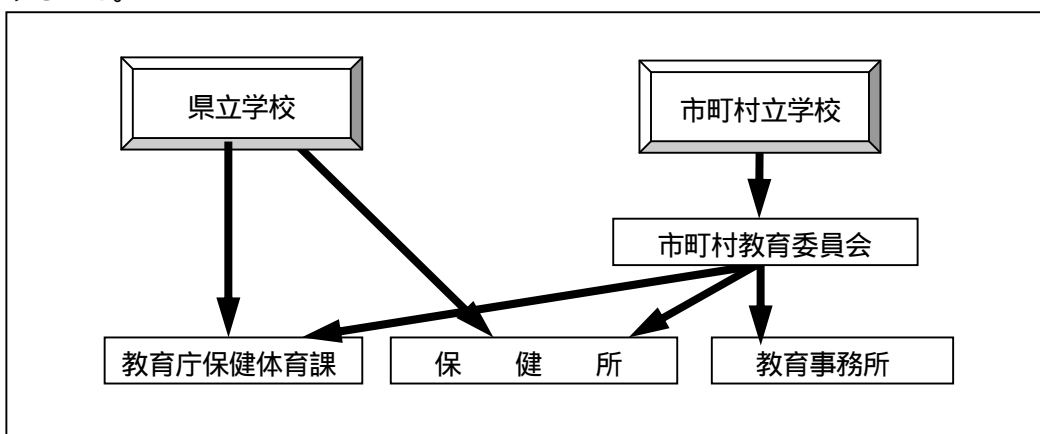 県立学校
市町村立学校
市町村教育委員会
教育庁保健体育課
保　健　所
教育事務所